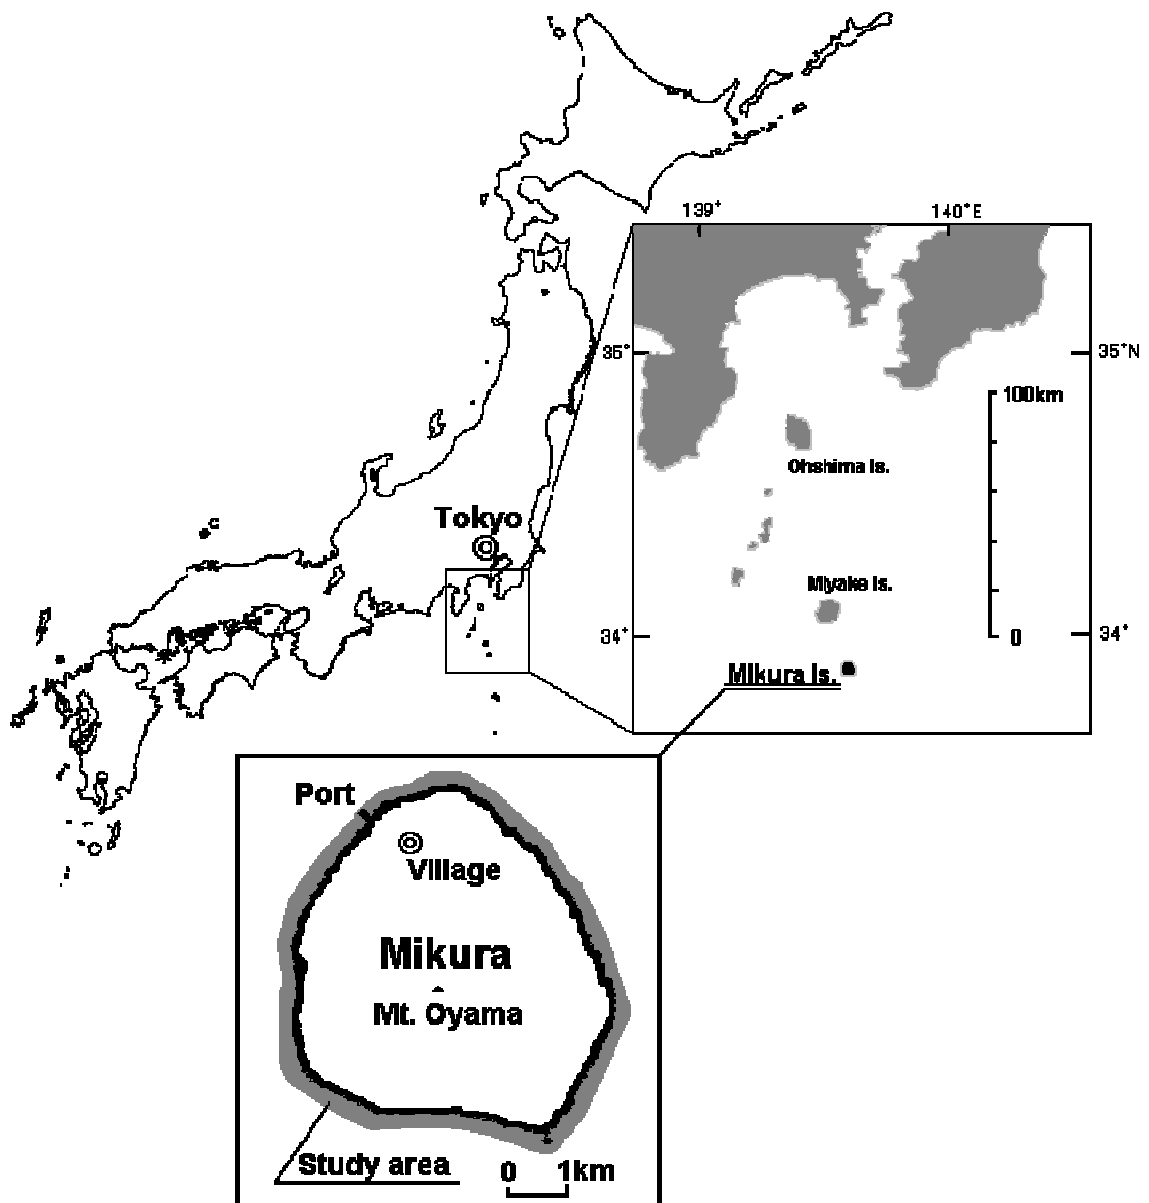 139°
140°E
35°
35°N
100km
Ohshima Is.
Tokyo
Miyake Is.
34°
0
34°
Mikura Is.
Port
Village
Mikura
Mt. Oyama
Study area
0 1km